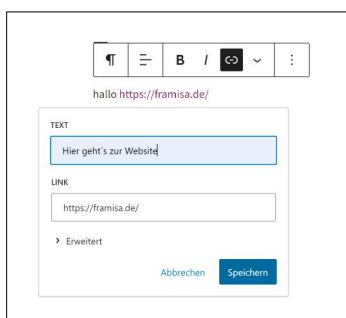 B I
hallo https://framisa.de/
TEXT
Hier geht´s zur Website
LINK
https://framisa.de/
Erweitert
Abbrechen Speichern